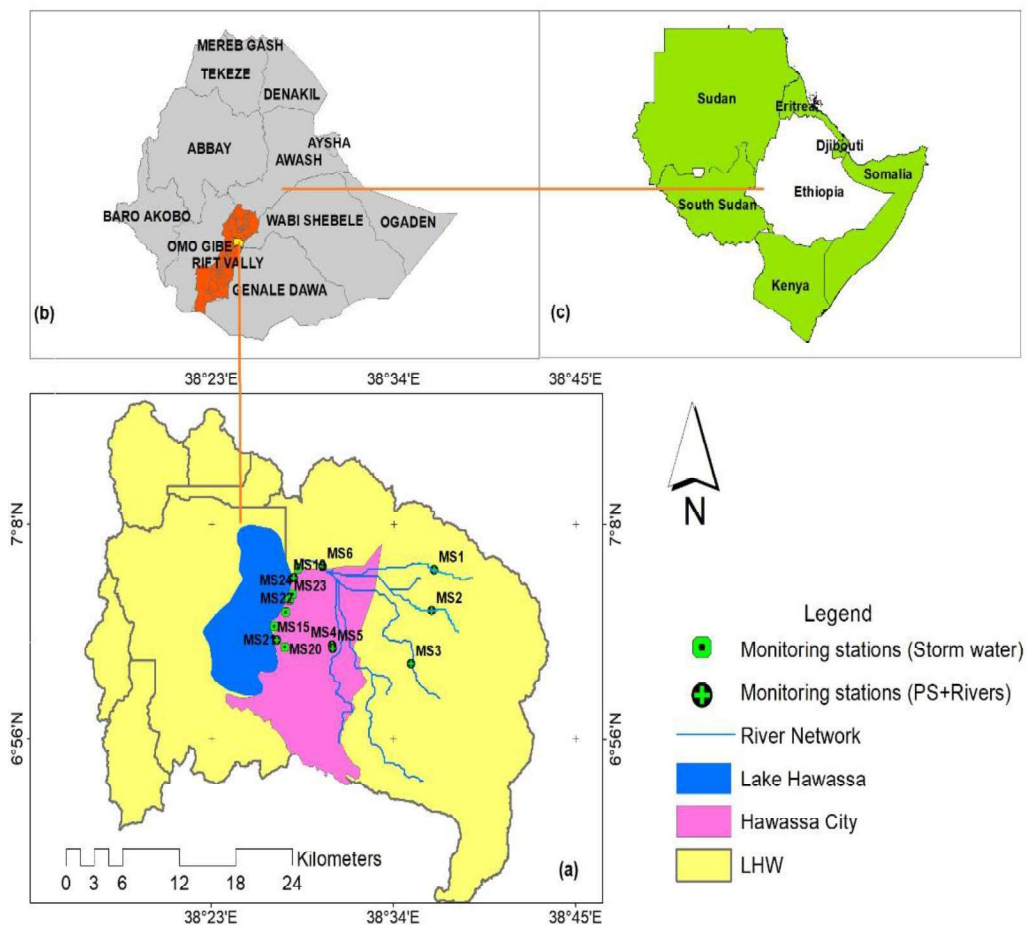 MEREB GASH
TEKEZE
DENAKIL
ABBAY
AYSHA
AWASH
BARO AKOBO
WABI SHEBELE
OGADEN
OMO GIBE
RIFT VALLY
GENALE DAWA
(b)
Sudan
Eritrea
Djibouti
Somalia
Ethiopia
South Sudan
Kenya
(c)
38°23'E
38°34'E
38°45'E
7°8'N
7°8'N
MS6
MS1
MS24
MS23
MS22
MS2
MS15
MS4
MS5
MS21
MS20
MS3
6°56'N
6°56'N
Kilometers
0 3 6 12 18 24
(a)
38°23'E
38°34'E
38°45'E
N
Legend
Monitoring stations (Storm water)
Monitoring stations (PS+Rivers)
River Network
Lake Hawassa
Hawassa City
LHW